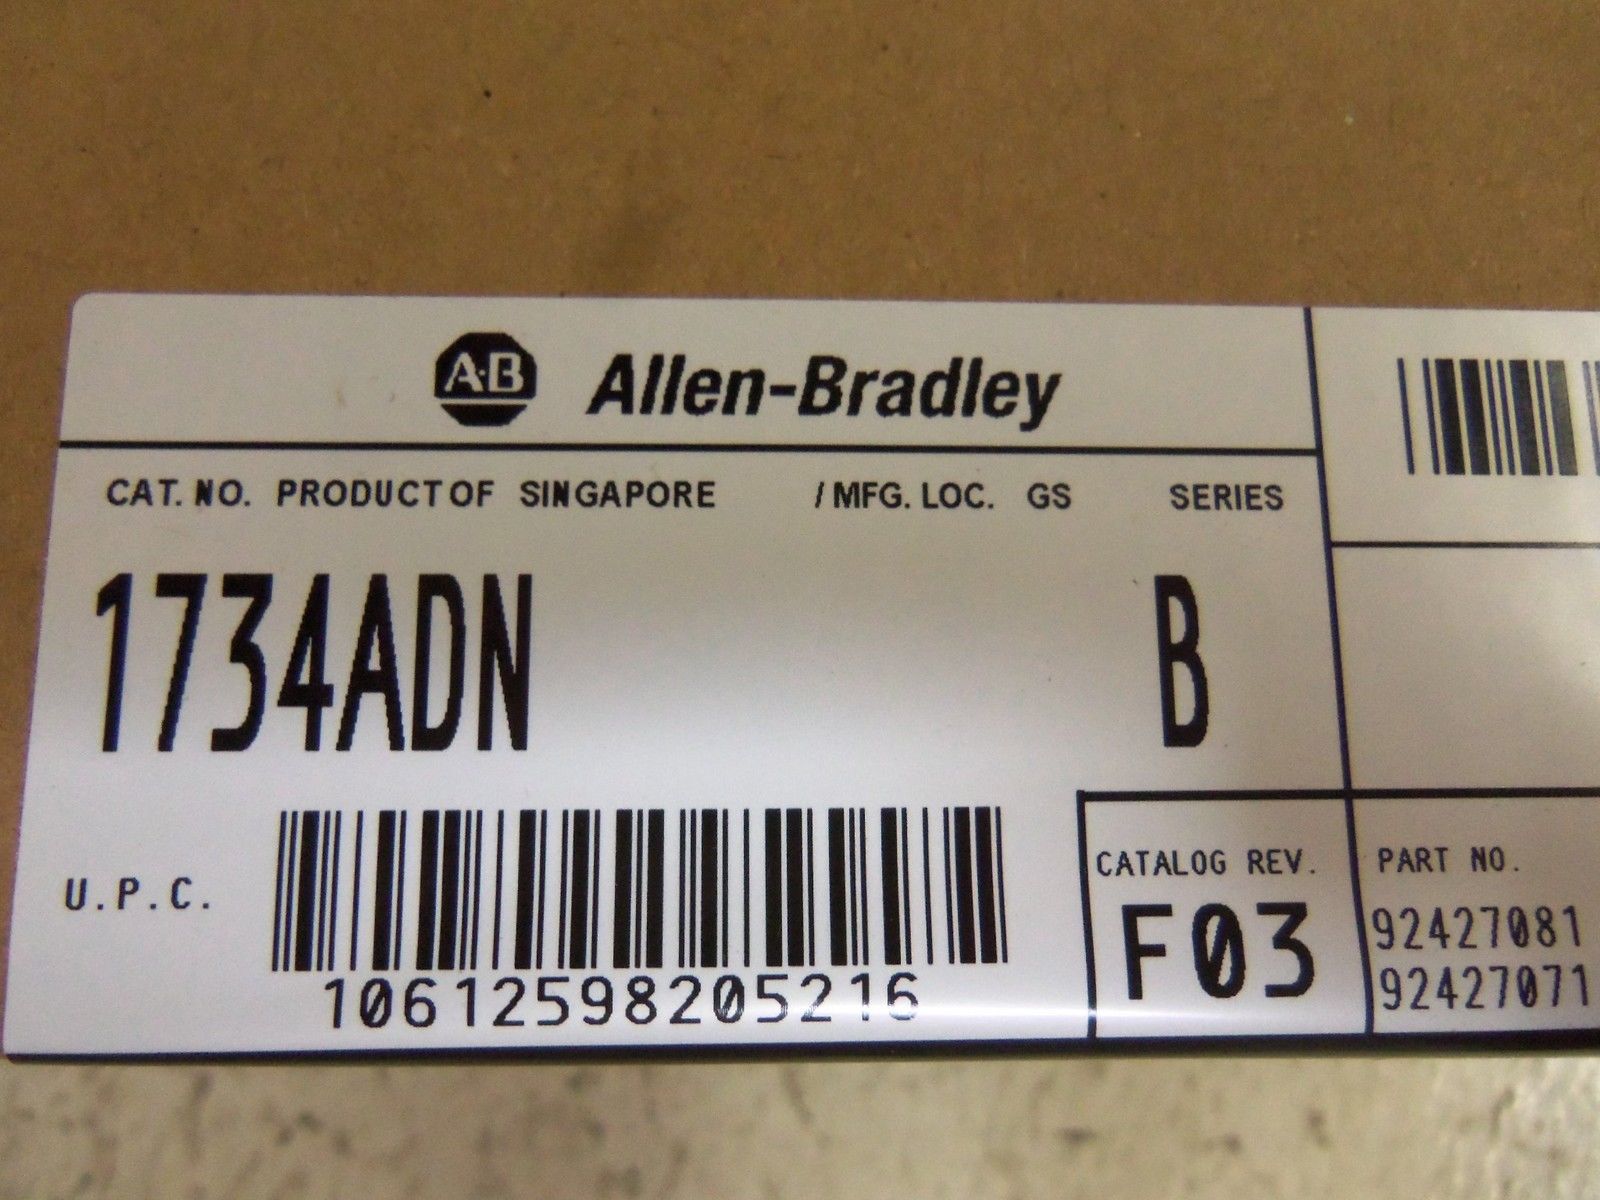 A·B Allen-Bradley
CAT. NO. PRODUCT OF SINGAPORE / MFG. LOC. GS SERIES
1734ADN B
U.P.C.
10612598205216
CATALOG REV.
F03
PART NO.
92427081
92427071